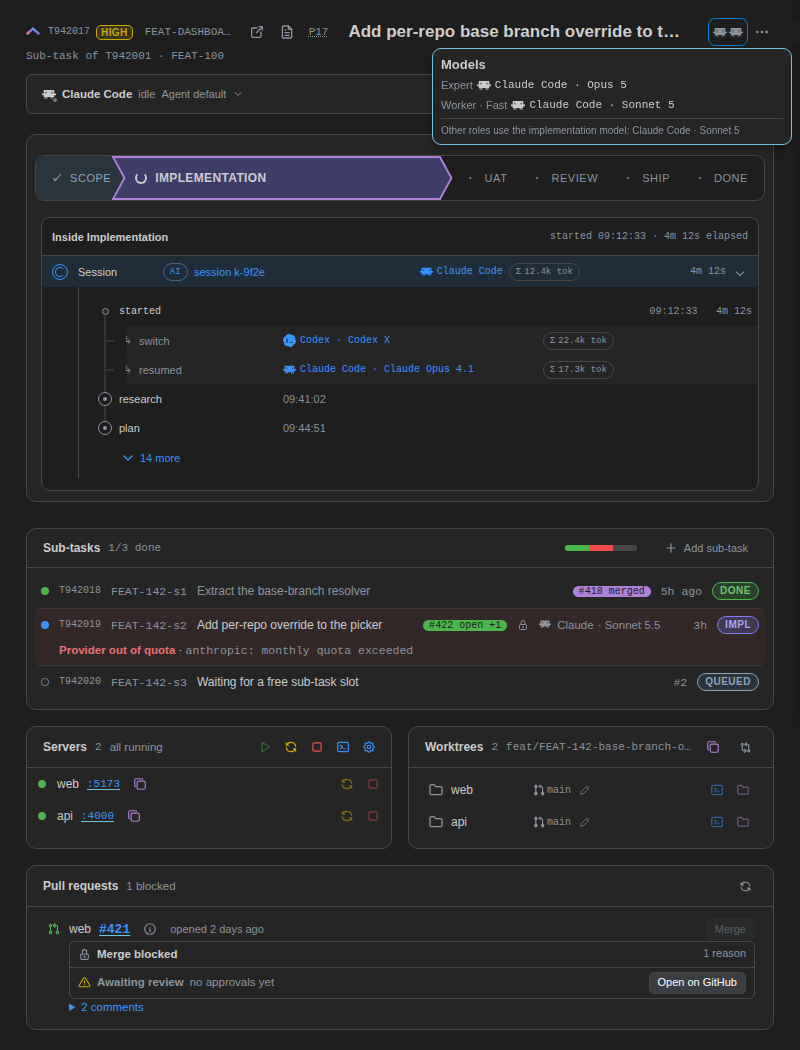 T942017 HIGH FEAT-DASHBOA… P17 Add per-repo base branch override to t…
Sub-task of T942001 · FEAT-100
Models
Expert Claude Code · Opus 5
Worker · Fast Claude Code · Sonnet 5
Other roles use the implementation model: Claude Code · Sonnet 5
Claude Code idle Agent default
SCOPE IMPLEMENTATION · UAT · REVIEW · SHIP · DONE
Inside Implementation started 09:12:33 · 4m 12s elapsed
Session AI session k-9f2e Claude Code Σ 12.4k tok 4m 12s
started 09:12:33 4m 12s
↳ switch Codex · Codex X Σ 22.4k tok
↳ resumed Claude Code · Claude Opus 4.1 Σ 17.3k tok
research 09:41:02
plan 09:44:51
14 more
Sub-tasks 1/3 done Add sub-task
T942018 FEAT-142-s1 Extract the base-branch resolver #418 merged 5h ago DONE
T942019 FEAT-142-s2 Add per-repo override to the picker #422 open +1 Claude · Sonnet 5.5 3h IMPL
Provider out of quota · anthropic: monthly quota exceeded
T942020 FEAT-142-s3 Waiting for a free sub-task slot #2 QUEUED
Servers 2 all running
web :5173
api :4000
Worktrees 2 feat/FEAT-142-base-branch-o…
web main
api main
Pull requests 1 blocked
web #421 opened 2 days ago Merge
Merge blocked 1 reason
Awaiting review no approvals yet Open on GitHub
2 comments